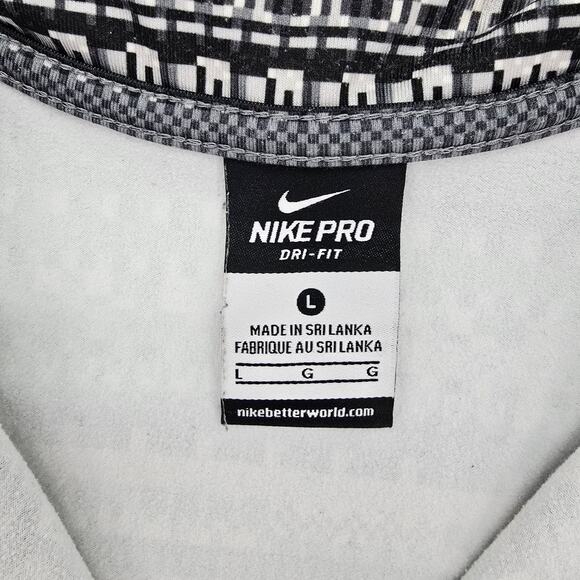 NIKE PRO
DRI-FIT
L
MADE IN SRI LANKA
FABRIQUE AU SRI LANKA
L G G
nikebetterworld.com